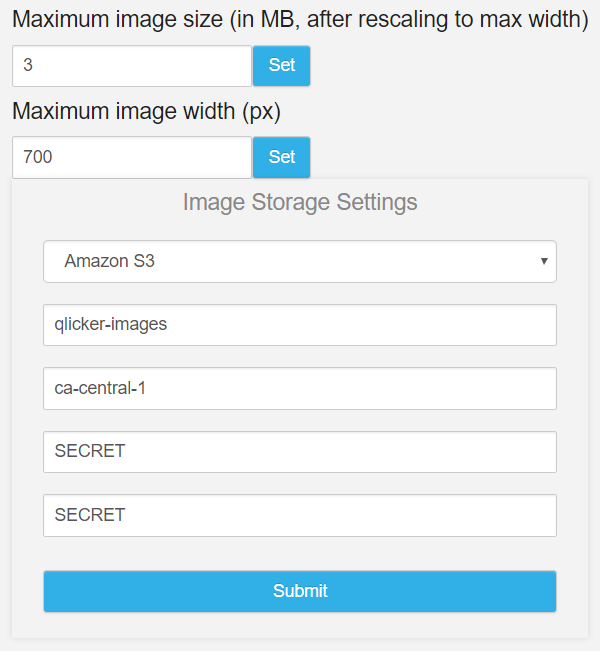 Maximum image size (in MB, after rescaling to max width)
3
Set
Maximum image width (px)
700
Set
Image Storage Settings
Amazon S3
qlicker-images
ca-central-1
SECRET
SECRET
Submit